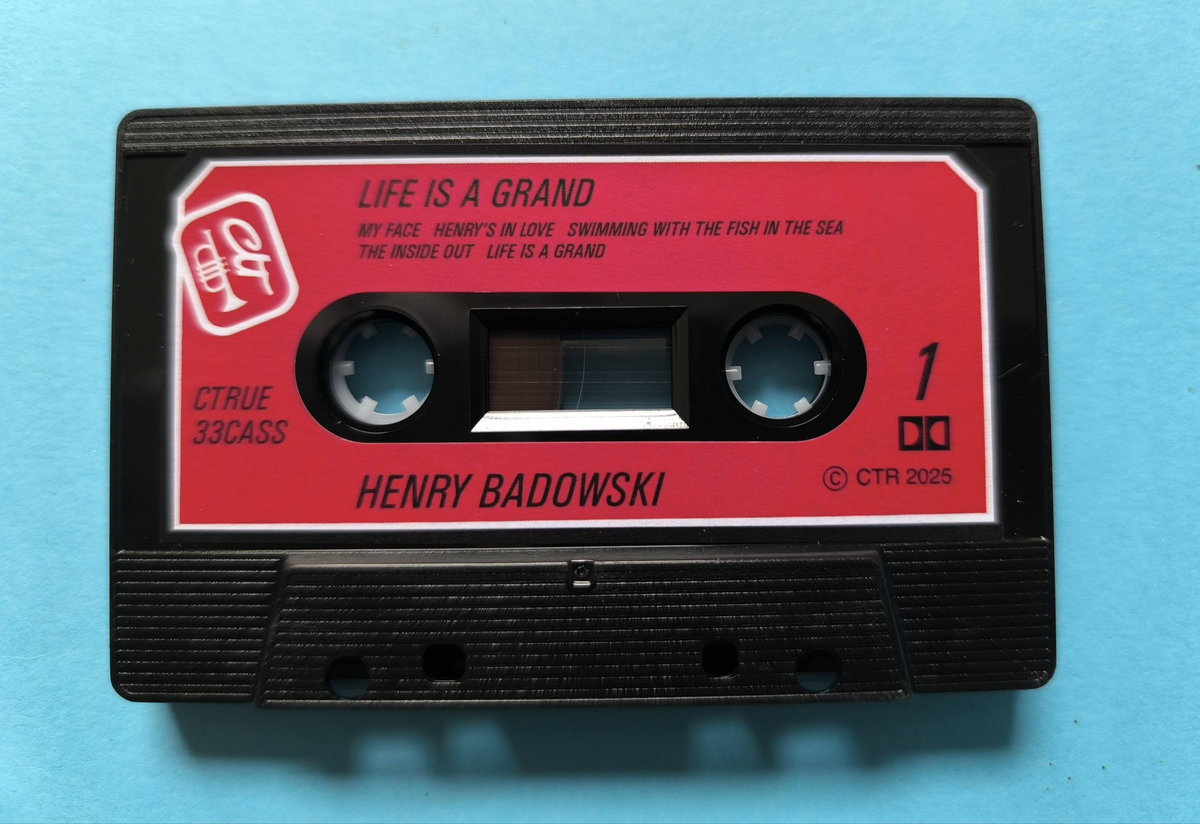 LIFE IS A GRAND
MY FACE HENRY'S IN LOVE SWIMMING WITH THE FISH IN THE SEA
THE INSIDE OUT LIFE IS A GRAND
Ctr
CTRUE
33CASS
1
HENRY BADOWSKI
© CTR 2025